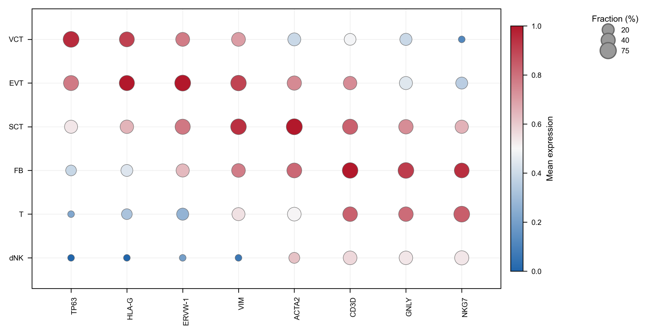 Fraction (%)
20
40
75
VCT
EVT
SCT
FB
T
dNK
TP63
HLA-G
ERVW-1
VIM
ACTA2
CD3D
GNLY
NKG7
1.0
0.8
0.6
0.4
0.2
0.0
Mean expression